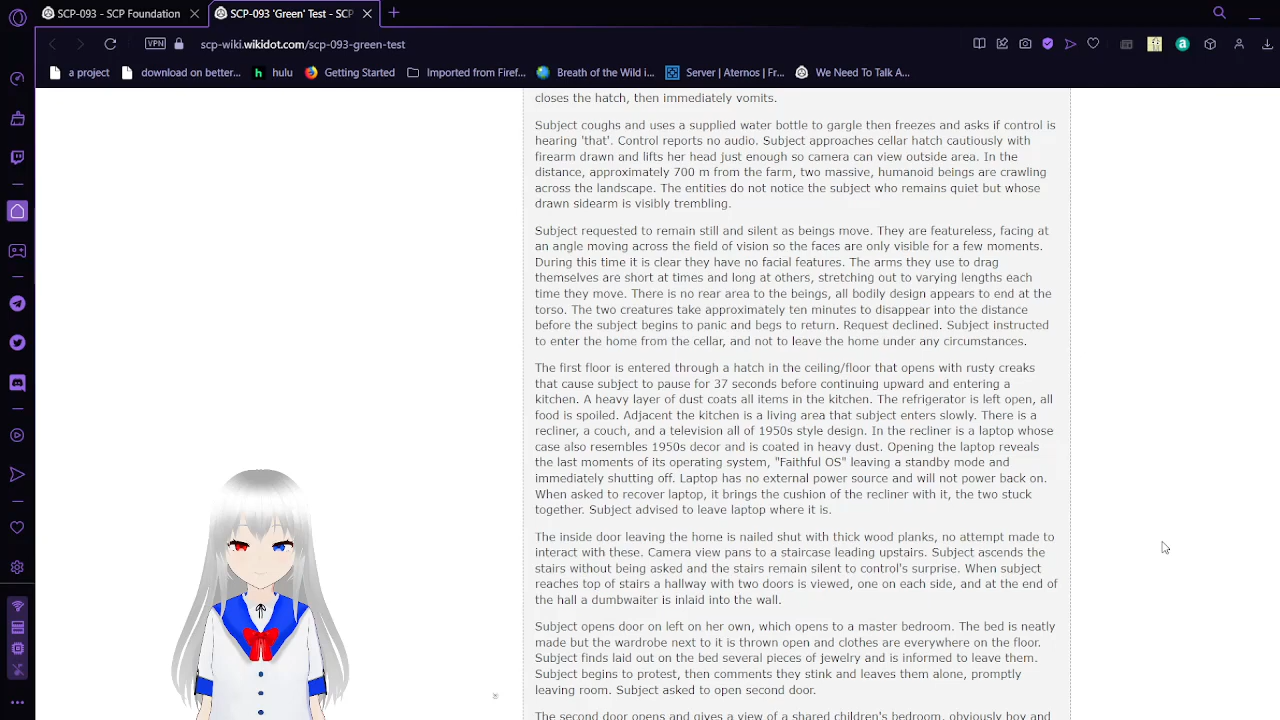 SCP-093 - SCP Foundation
SCP-093 'Green' Test - SCP
VPN
scp-wiki.wikidot.com/scp-093-green-test
a project
download on better...
hulu
Getting Started
Imported from Firef...
Breath of the Wild i...
Server | Aternos | Fr...
We Need To Talk A...
closes the hatch, then immediately vomits.
Subject coughs and uses a supplied water bottle to gargle then freezes and asks if control is
hearing 'that'. Control reports no audio. Subject approaches cellar hatch cautiously with
firearm drawn and lifts her head just enough so camera can view outside area. In the
distance, approximately 700 m from the farm, two massive, humanoid beings are crawling
across the landscape. The entities do not notice the subject who remains quiet but whose
drawn sidearm is visibly trembling.
Subject requested to remain still and silent as beings move. They are featureless, facing at
an angle moving across the field of vision so the faces are only visible for a few moments.
During this time it is clear they have no facial features. The arms they use to drag
themselves are short at times and long at others, stretching out to varying lengths each
time they move. There is no rear area to the beings, all bodily design appears to end at the
torso. The two creatures take approximately ten minutes to disappear into the distance
before the subject begins to panic and begs to return. Request declined. Subject instructed
to enter the home from the cellar, and not to leave the home under any circumstances.
The first floor is entered through a hatch in the ceiling/floor that opens with rusty creaks
that cause subject to pause for 37 seconds before continuing upward and entering a
kitchen. A heavy layer of dust coats all items in the kitchen. The refrigerator is left open, all
food is spoiled. Adjacent the kitchen is a living area that subject enters slowly. There is a
recliner, a couch, and a television all of 1950s style design. In the recliner is a laptop whose
case also resembles 1950s decor and is coated in heavy dust. Opening the laptop reveals
the last moments of its operating system, "Faithful OS" leaving a standby mode and
immediately shutting off. Laptop has no external power source and will not power back on.
When asked to recover laptop, it brings the cushion of the recliner with it, the two stuck
together. Subject advised to leave laptop where it is.
The inside door leaving the home is nailed shut with thick wood planks, no attempt made to
interact with these. Camera view pans to a staircase leading upstairs. Subject ascends the
stairs without being asked and the stairs remain silent to control's surprise. When subject
reaches top of stairs a hallway with two doors is viewed, one on each side, and at the end of
the hall a dumbwaiter is inlaid into the wall.
Subject opens door on left on her own, which opens to a master bedroom. The bed is neatly
made but the wardrobe next to it is thrown open and clothes are everywhere on the floor.
Subject finds laid out on the bed several pieces of jewelry and is informed to leave them.
Subject begins to protest, then comments they stink and leaves them alone, promptly
leaving room. Subject asked to open second door.
The second door opens and gives a view of a shared children's bedroom, obviously boy and